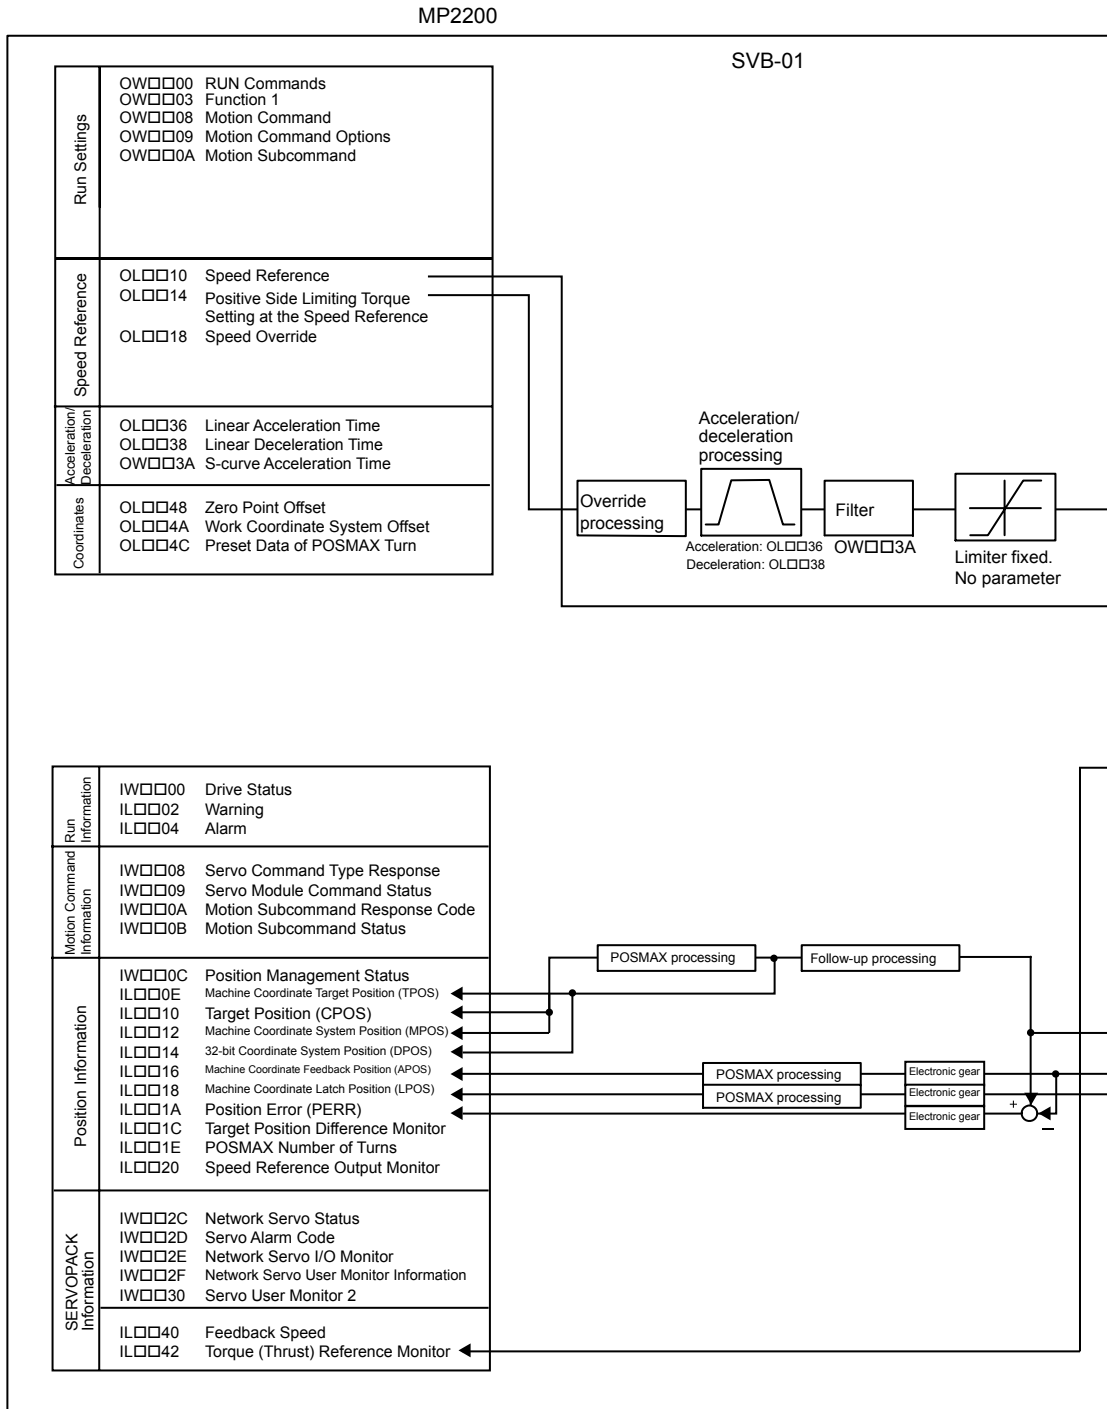 MP2200
SVB-01
Run Settings
OW□□00 RUN Commands
OW□□03 Function 1
OW□□08 Motion Command
OW□□09 Motion Command Options
OW□□0A Motion Subcommand
Speed Reference
OL□□10 Speed Reference
OL□□14 Positive Side Limiting Torque
Setting at the Speed Reference
OL□□18 Speed Override
Acceleration/
Deceleration
OL□□36 Linear Acceleration Time
OL□□38 Linear Deceleration Time
OW□□3A S-curve Acceleration Time
Coordinates
OL□□48 Zero Point Offset
OL□□4A Work Coordinate System Offset
OL□□4C Preset Data of POSMAX Turn
Override
processing
Acceleration/
deceleration
processing
Acceleration: OL□□36
Deceleration: OL□□38
Filter
OW□□3A
Limiter fixed.
No parameter
Run
Information
IW□□00 Drive Status
IL□□02 Warning
IL□□04 Alarm
Motion Command
Information
IW□□08 Servo Command Type Response
IW□□09 Servo Module Command Status
IW□□0A Motion Subcommand Response Code
IW□□0B Motion Subcommand Status
Position Information
IW□□0C Position Management Status
IL□□0E Machine Coordinate Target Position (TPOS)
IL□□10 Target Position (CPOS)
IL□□12 Machine Coordinate System Position (MPOS)
IL□□14 32-bit Coordinate System Position (DPOS)
IL□□16 Machine Coordinate Feedback Position (APOS)
IL□□18 Machine Coordinate Latch Position (LPOS)
IL□□1A Position Error (PERR)
IL□□1C Target Position Difference Monitor
IL□□1E POSMAX Number of Turns
IL□□20 Speed Reference Output Monitor
POSMAX processing
Follow-up processing
POSMAX processing
Electronic gear
POSMAX processing
Electronic gear
Electronic gear
+
−
SERVOPACK
Information
IW□□2C Network Servo Status
IW□□2D Servo Alarm Code
IW□□2E Network Servo I/O Monitor
IW□□2F Network Servo User Monitor Information
IW□□30 Servo User Monitor 2
IL□□40 Feedback Speed
IL□□42 Torque (Thrust) Reference Monitor